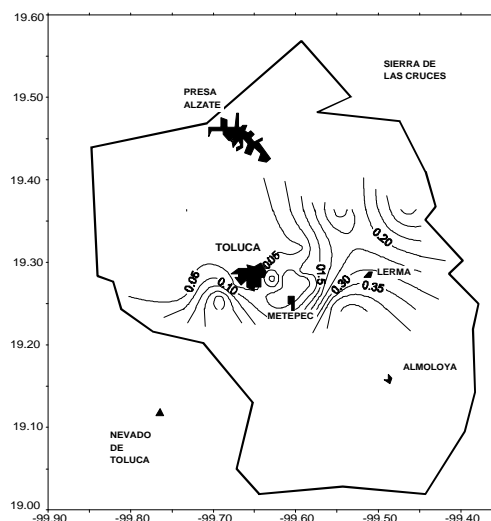 19.60
SIERRA DE
LAS CRUCES
PRESA
ALZATE
19.50
19.40
0.20
TOLUCA
0.05
19.30
0.05
0.10
01.5
0.30
LERMA
0.35
METEPEC
19.20
ALMOLOYA
19.10
NEVADO
DE
TOLUCA
19.00
-99.90 -99.80 -99.70 -99.60 -99.50 -99.40